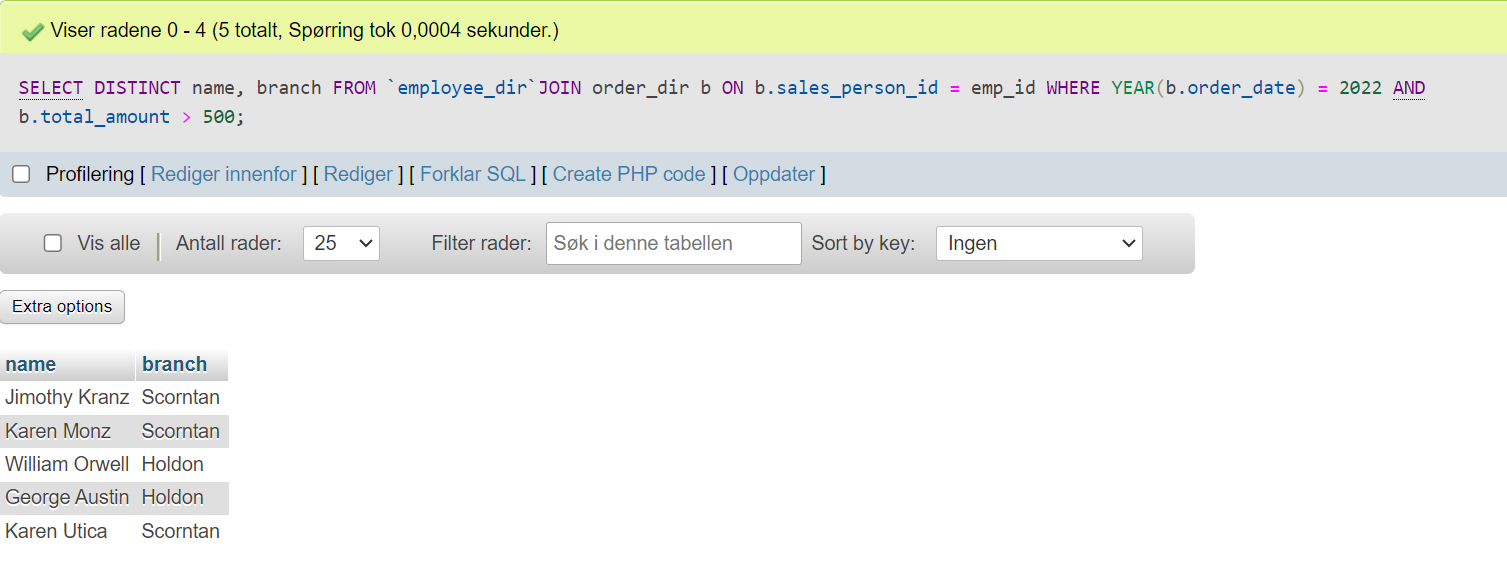 Viser radene 0 - 4 (5 totalt, Spørring tok 0,0004 sekunder.)
SELECT DISTINCT name, branch FROM `employee_dir`JOIN order_dir b ON b.sales_person_id = emp_id WHERE YEAR(b.order_date) = 2022 AND
b.total_amount > 500;
Profilering [ Rediger innenfor ] [ Rediger ] [ Forklar SQL ] [ Create PHP code ] [ Oppdater ]
Vis alle | Antall rader: 25 Filter rader: Søk i denne tabellen Sort by key: Ingen
Extra options
name branch
Jimothy Kranz Scorntan
Karen Monz Scorntan
William Orwell Holdon
George Austin Holdon
Karen Utica Scorntan